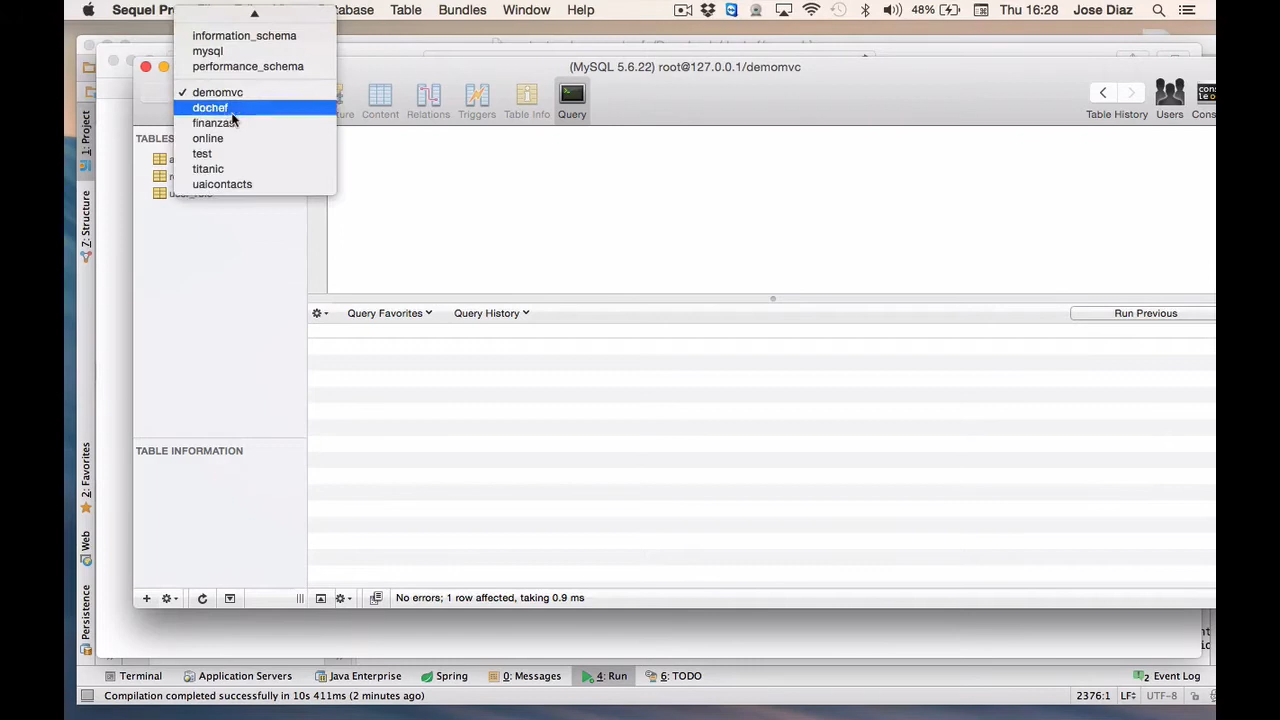 Sequel Pr
tabase
Table
Bundles
Window
Help
48%
Thu 16:28
Jose Diaz
information_schema
mysql
performance_schema
demomvc
dochef
finanzas
online
test
titanic
uaicontacts
(MySQL 5.6.22) root@127.0.0.1/demomvc
ture
Content
Relations
Triggers
Table Info
Query
Table History
Users
Cons
TABLES
1: Project
7: Structure
2: Favorites
Web
Persistence
Query Favorites
Query History
Run Previous
TABLE INFORMATION
No errors; 1 row affected, taking 0.9 ms
Terminal
Application Servers
Java Enterprise
Spring
0: Messages
4: Run
6: TODO
2 Event Log
Compilation completed successfully in 10s 411ms (2 minutes ago)
2376:1
LF
UTF-8